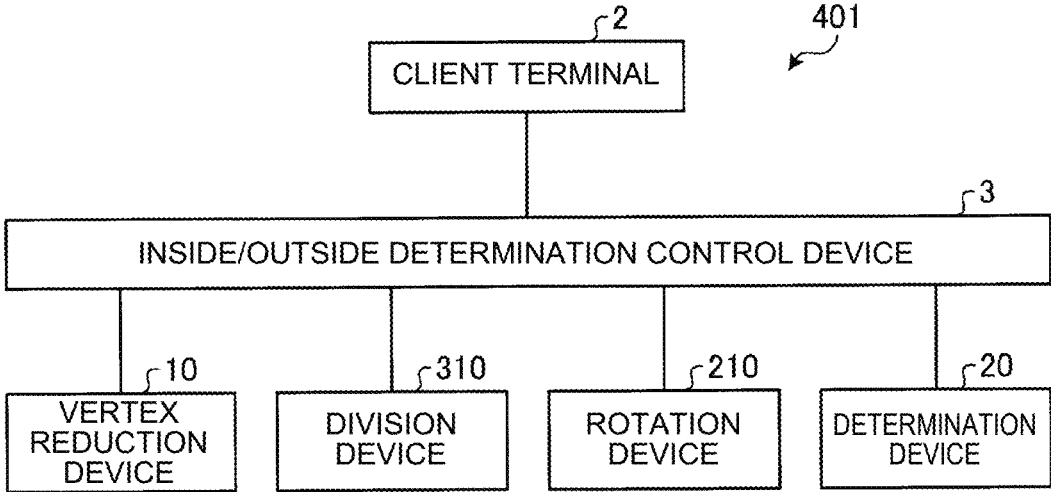 2
401
CLIENT TERMINAL
3
INSIDE/OUTSIDE DETERMINATION CONTROL DEVICE
10
310
210
20
VERTEX
REDUCTION
DEVICE
DIVISION
DEVICE
ROTATION
DEVICE
DETERMINATION
DEVICE